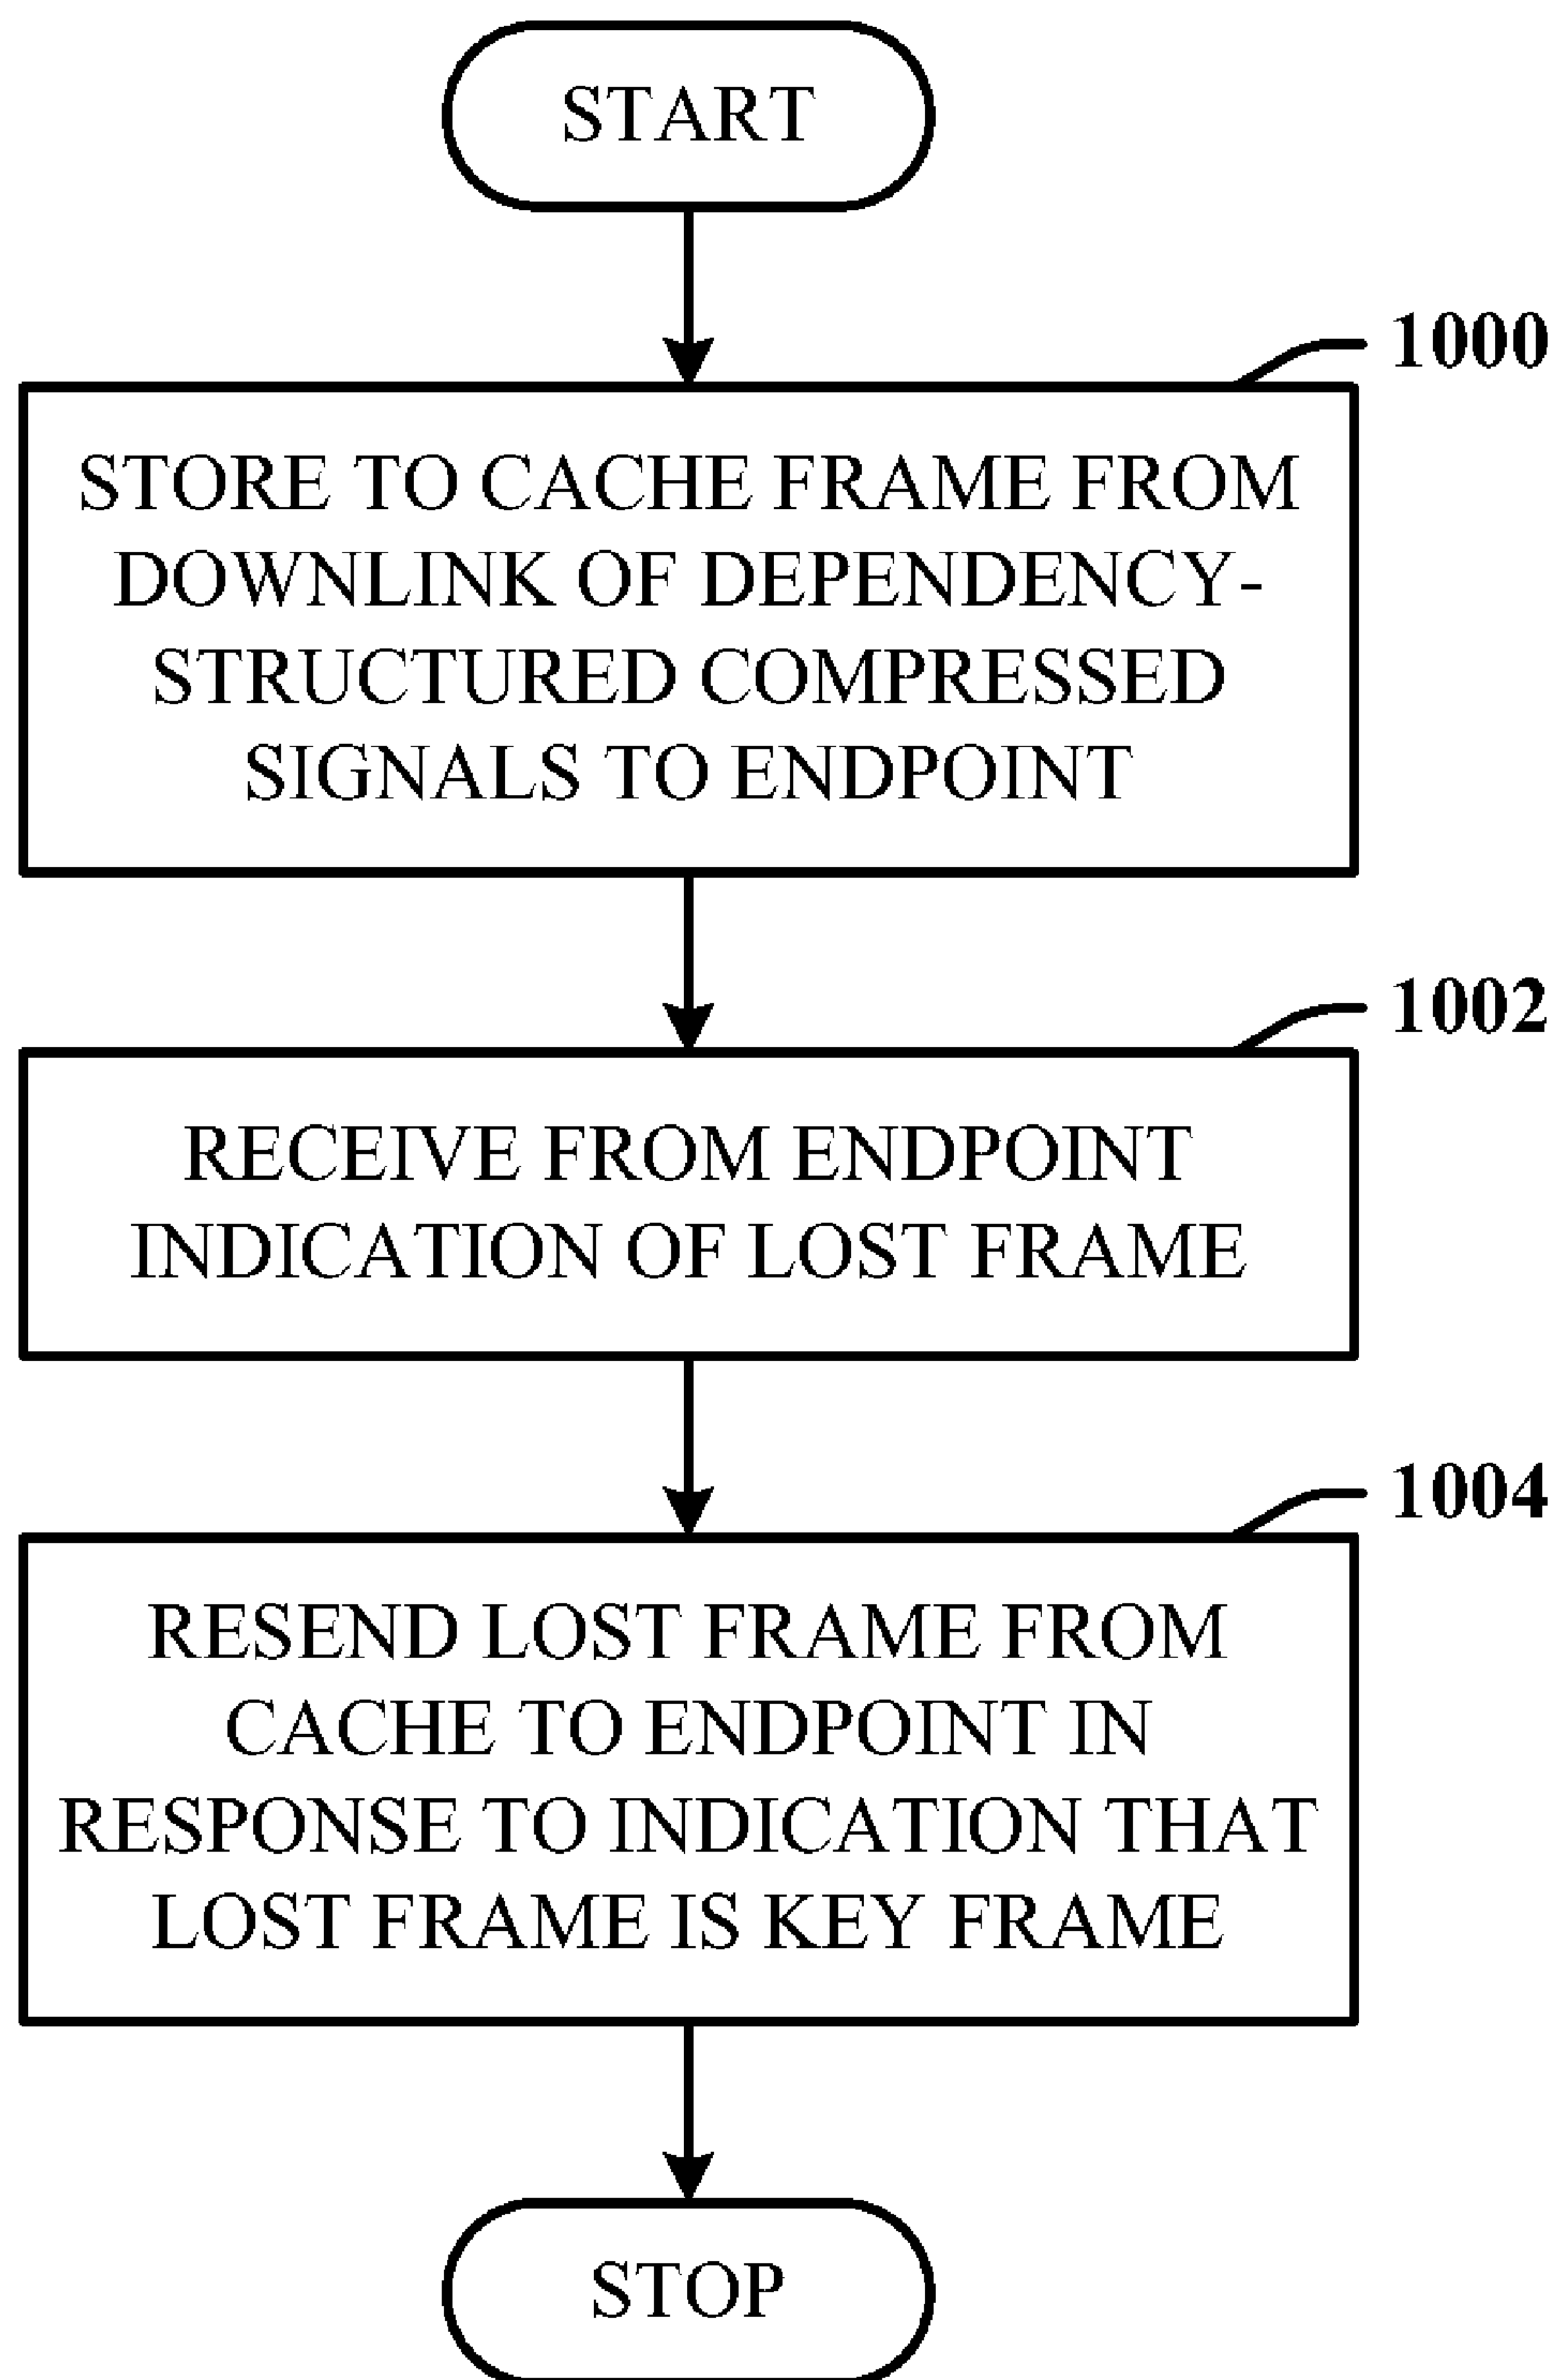 START
1000
STORE TO CACHE FRAME FROM
DOWNLINK OF DEPENDENCY-
STRUCTURED COMPRESSED
SIGNALS TO ENDPOINT
1002
RECEIVE FROM ENDPOINT
INDICATION OF LOST FRAME
1004
RESEND LOST FRAME FROM
CACHE TO ENDPOINT IN
RESPONSE TO INDICATION THAT
LOST FRAME IS KEY FRAME
STOP